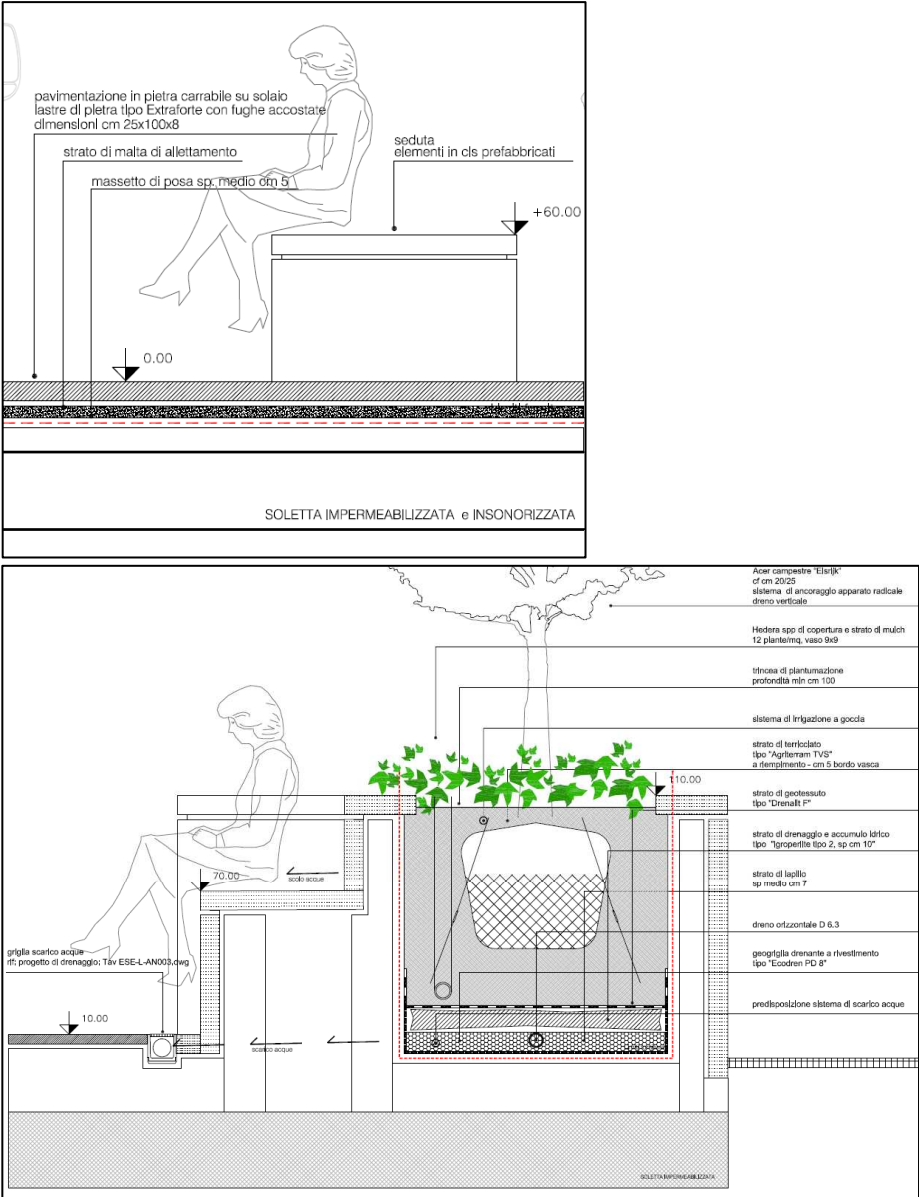 pavimentazione in pietra carrabile su solaio
lastre di pietra tipo Extraforte con fughe accostate
dimensioni cm 25x100x8
strato di malta di allettamento
massetto di posa sp. medio cm 5
seduta
elementi in cls prefabbricati
+60.00
0.00
SOLETTA IMPERMEABILIZZATA e INSONORIZZATA
Acer campestre "Elsrijk"
cf cm 20/25
sistema di ancoraggio apparato radicale
dreno verticale
Hedera spp di copertura e strato di mulch
12 piante/mq, vaso 9x9
trincea di piantumazione
profondità min cm 100
sistema di irrigazione a goccia
strato di terricciato
tipo "Agriterram TVS"
a riempimento - cm 5 bordo vasca
110.00
strato di geotessuto
tipo "Drenalit F"
strato di drenaggio e accumulo idrico
tipo "Igroperlite tipo 2, sp cm 10"
70.00
scolo acque
strato di lapillo
sp medio cm 7
dreno orizzontale D 6.3
griglia scarico acque
rif: progetto di drenaggio; Tav ESE-L-AN003.dwg
geogriglia drenante a rivestimento
tipo "Ecodren PD 8"
predisposizione sistema di scarico acque
10.00
scarico acque
SOLETTA IMPERMEABILIZZATA